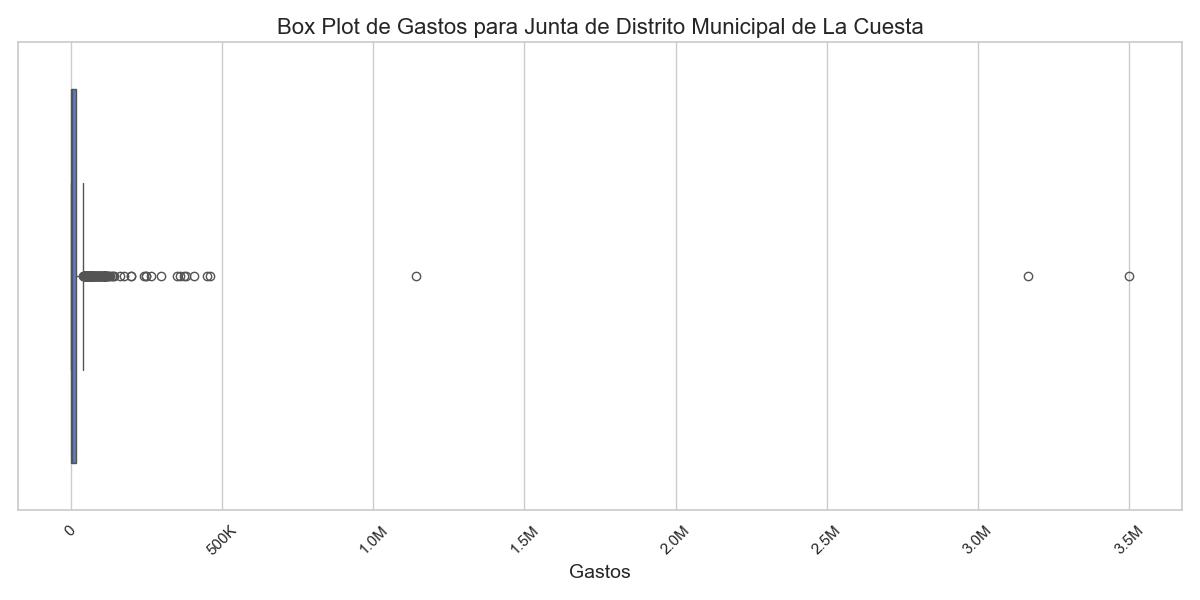 Box Plot de Gastos para Junta de Distrito Municipal de La Cuesta
0
500K
1.0M
1.5M
2.0M
2.5M
3.0M
3.5M
Gastos